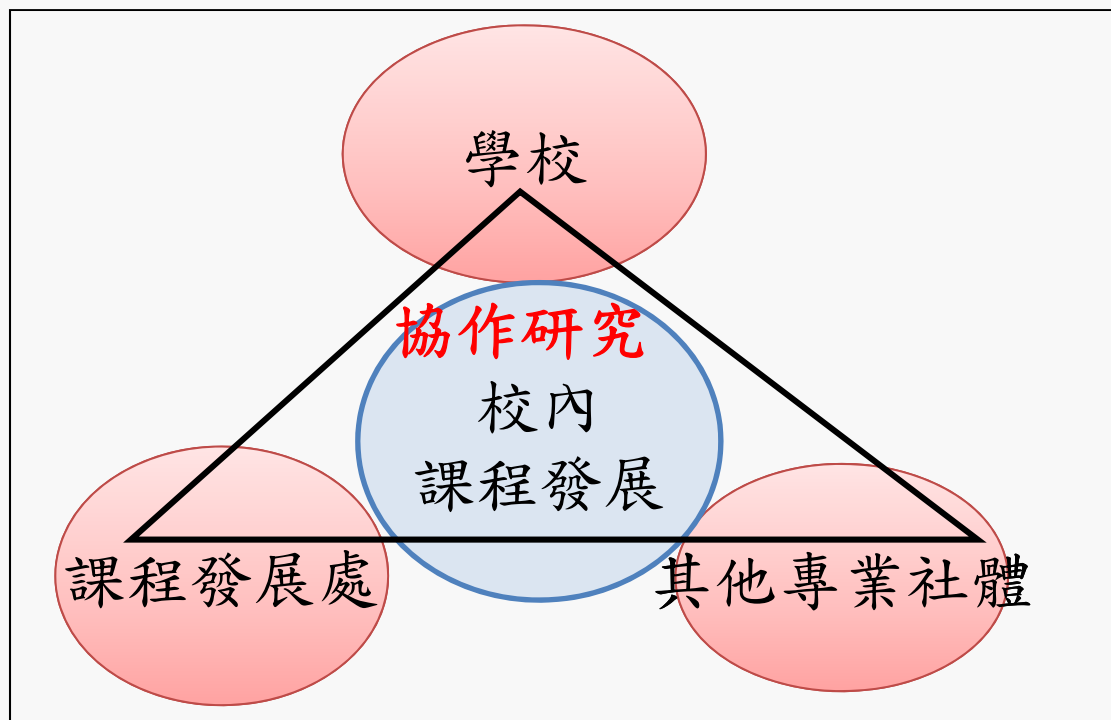 學校
協作研究
校內
課程發展
課程發展處
其他專業社體